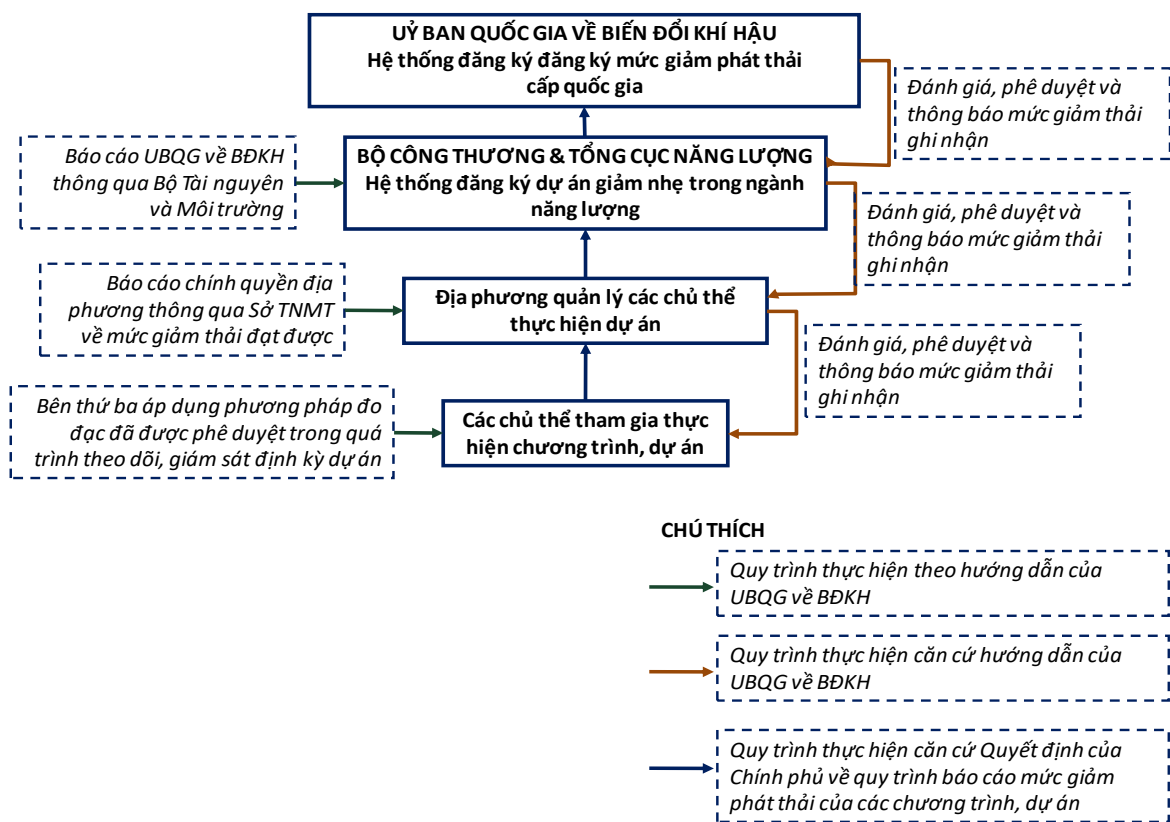 UỶ BAN QUỐC GIA VỀ BIẾN ĐỔI KHÍ HẬU
Hệ thống đăng ký đăng ký mức giảm phát thải
cấp quốc gia
Đánh giá, phê duyệt và
thông báo mức giảm thải
ghi nhận
Báo cáo UBQG về BĐKH
thông qua Bộ Tài nguyên
và Môi trường
BỘ CÔNG THƯƠNG & TỔNG CỤC NĂNG LƯỢNG
Hệ thống đăng ký dự án giảm nhẹ trong ngành
năng lượng
Đánh giá, phê duyệt và
thông báo mức giảm thải
ghi nhận
Báo cáo chính quyền địa
phương thông qua Sở TNMT
về mức giảm thải đạt được
Địa phương quản lý các chủ thể
thực hiện dự án
Đánh giá, phê duyệt và
thông báo mức giảm thải
ghi nhận
Bên thứ ba áp dụng phương pháp đo
đạc đã được phê duyệt trong quá
trình theo dõi, giám sát định kỳ dự án
Các chủ thể tham gia thực
hiện chương trình, dự án
CHÚ THÍCH
Quy trình thực hiện theo hướng dẫn của
UBQG về BĐKH
Quy trình thực hiện căn cứ hướng dẫn của
UBQG về BĐKH
Quy trình thực hiện căn cứ Quyết định của
Chính phủ về quy trình báo cáo mức giảm
phát thải của các chương trình, dự án